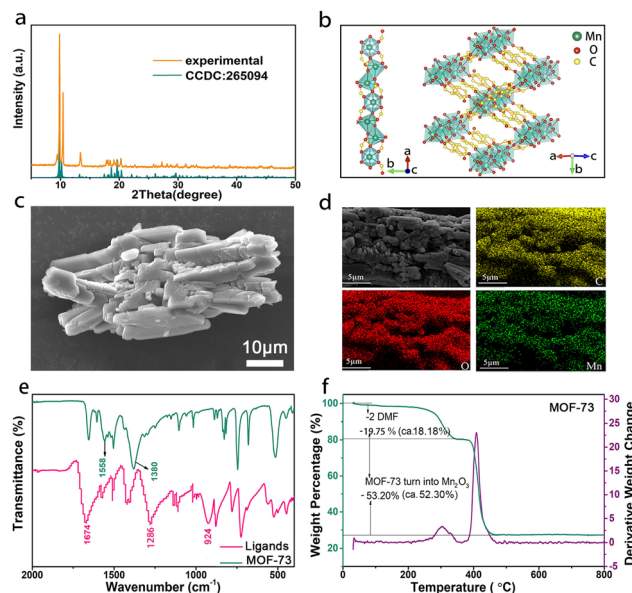 a
Intensity (a.u.)
experimental
CCDC:265094
10 20 30 40 50
2Theta(degree)
b
Mn
O
C
a
b
c
a
c
b
c
10μm
d
5μm
5μm
C
5μm
O
5μm
Mn
e
Transmittance (%)
1558
1380
1674
1286
924
Ligands
MOF-73
2000 1500 1000 500
Wavenumber (cm-1)
f
MOF-73
Weight Percentage (%)
100
80
60
40
20
-2 DMF
-19.75 % (ca.18.18%)
MOF-73 turn into Mn2O3
- 53.20% (ca. 52.30%)
0 200 400 600 800
Temperature ( °C)
30
25
20
15
10
5
0
-5
Derivative Weight Change